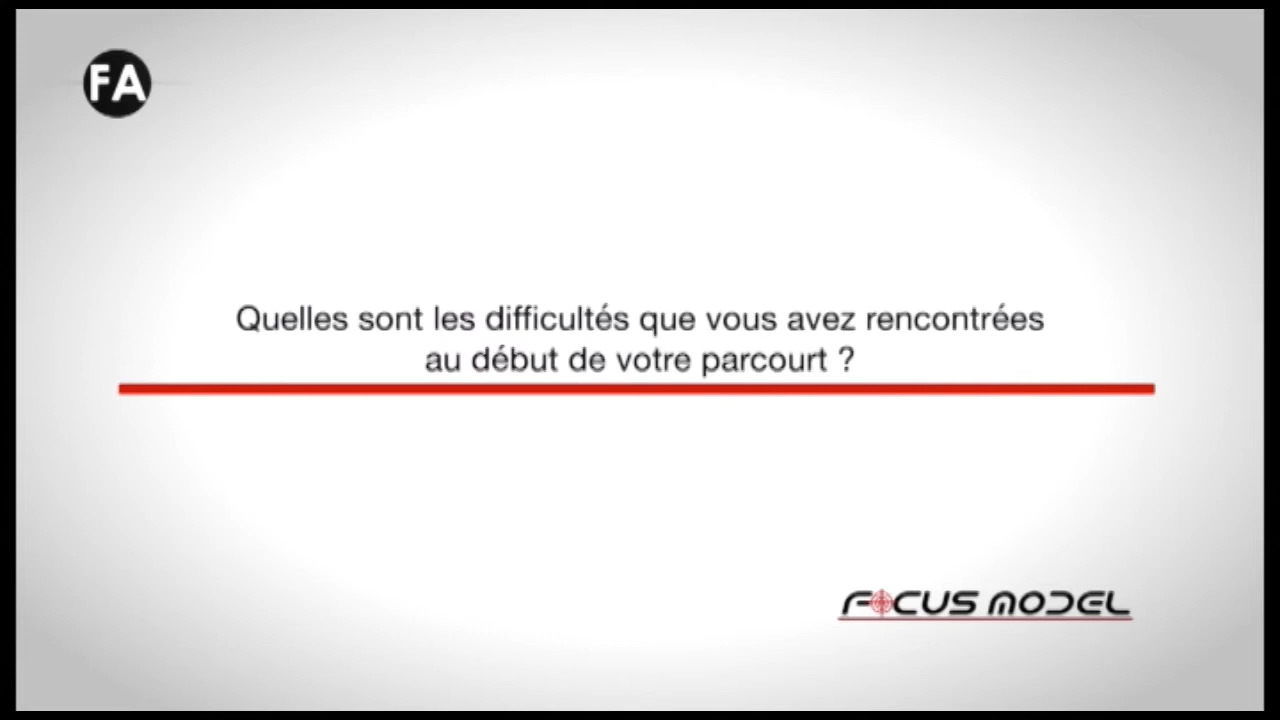 FA
Quelles sont les difficultés que vous avez rencontrées
au début de votre parcourt ?
FOCUS MODEL